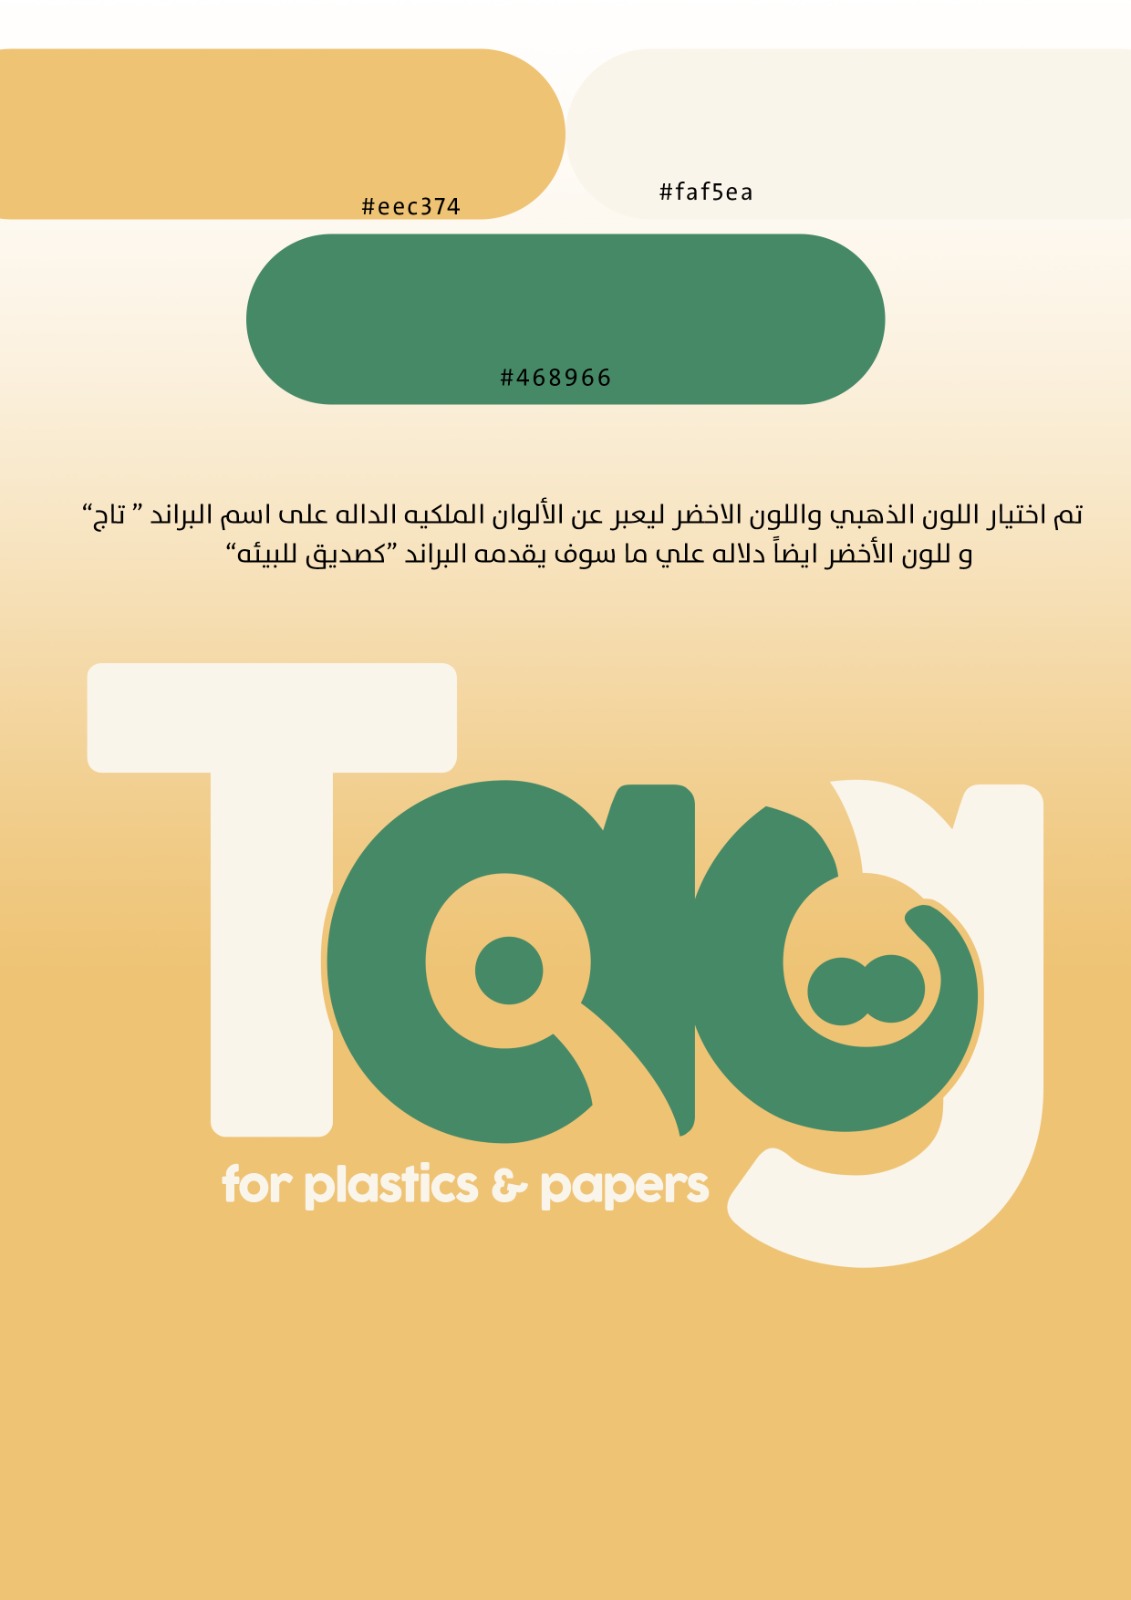 #eec374
#faf5ea
#468966
تم اختيار اللون الذهبي واللون الاخضر ليعبر عن الألوان الملكيه الداله على اسم البراند ” تاج“
و للون الأخضر ايضاً دلاله علي ما سوف يقدمه البراند ”كصديق للبيئه“
Tag
for plastics & papers